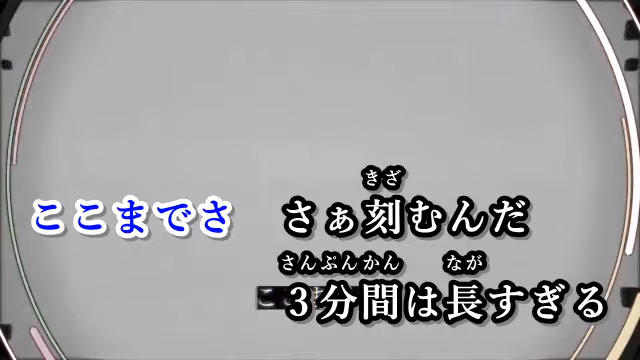 ここまでさ
きざ
さぁ刻むんだ
さんぷんかん なが
３分間は長すぎる